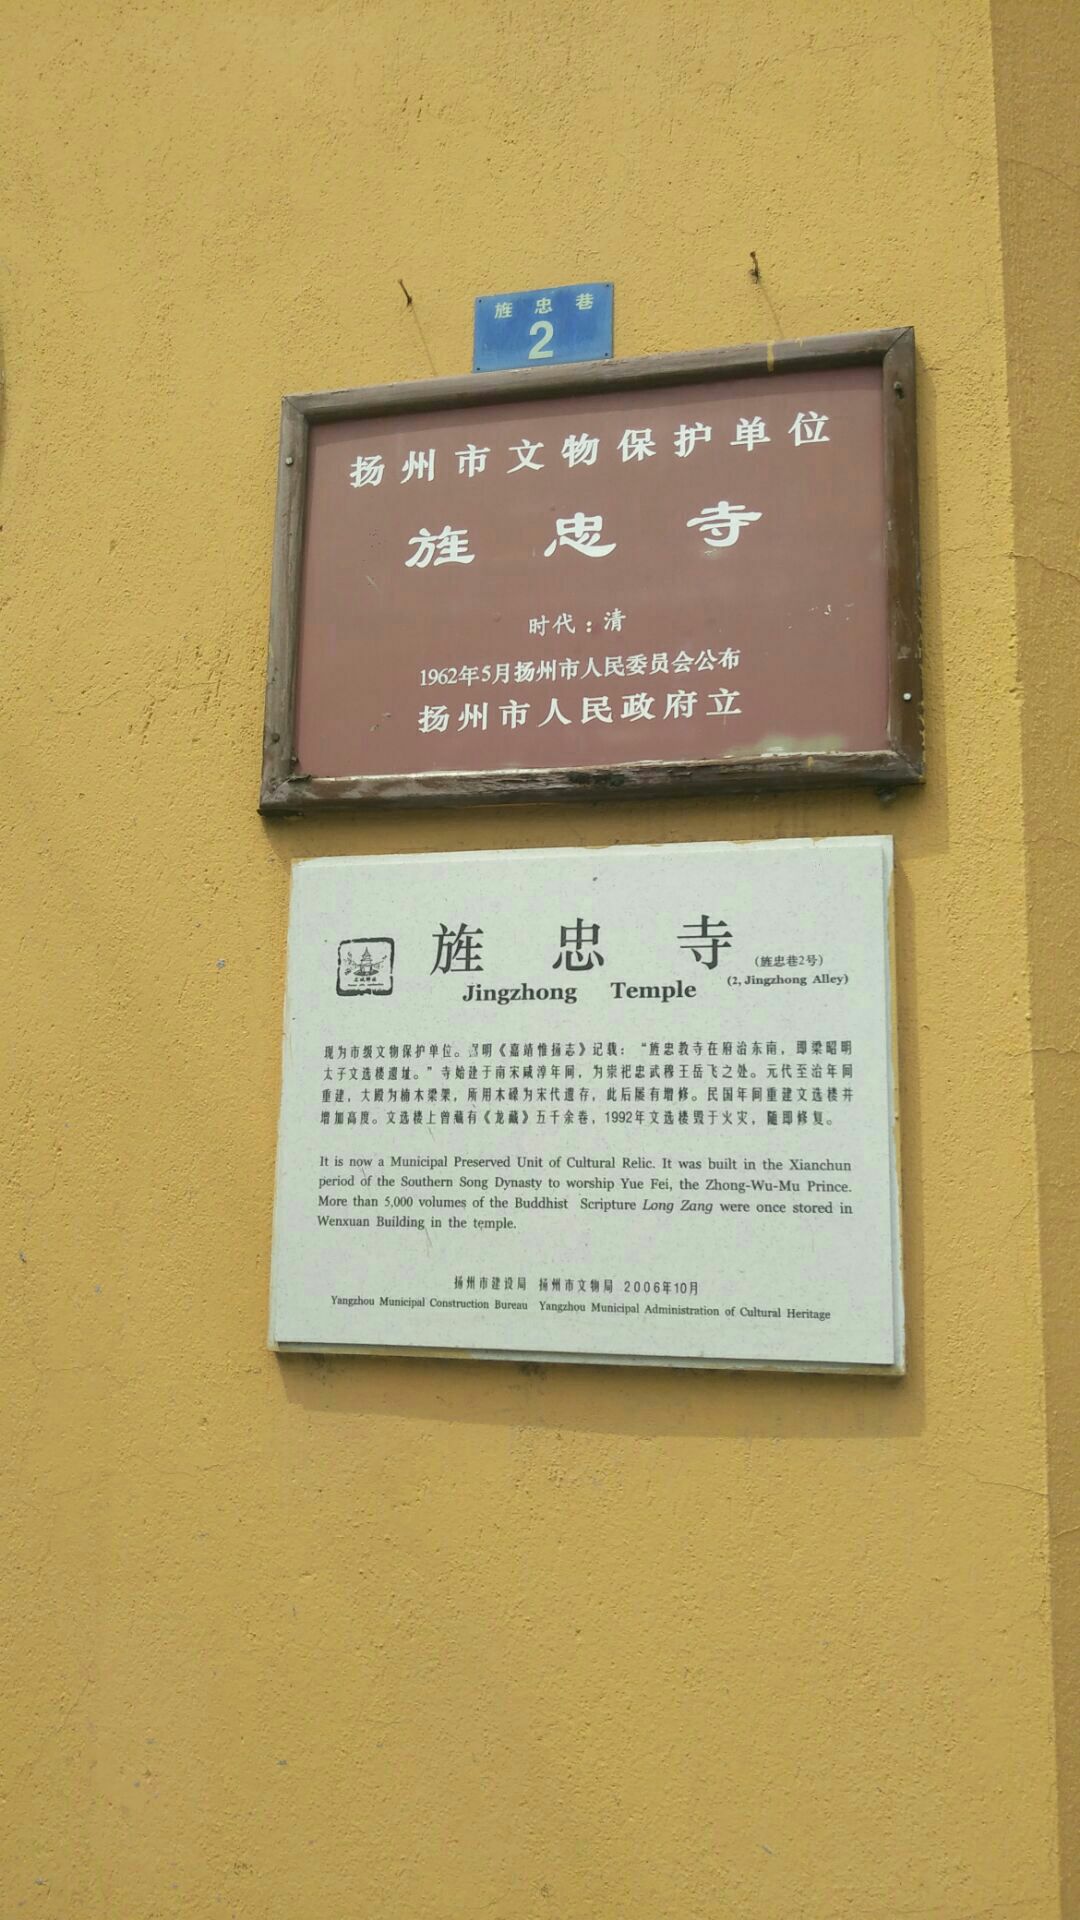 旌忠巷
2
扬州市文物保护单位
旌忠寺
时代：清
1962年5月扬州市人民委员会公布
扬州市人民政府立
旌忠寺
(旌忠巷2号)
Jingzhong Temple
(2, Jingzhong Alley)
现为市级文物保护单位。明《嘉靖惟扬志》记载：“旌忠教寺在府治东南，即梁昭明
太子文选楼遗址。”寺始建于南宋咸淳年间，为崇祀忠武穆王岳飞之处。元代至治年间
重建，大殿为楠木梁架，所用木礩为宋代遗存，此后屡有增修。民国年间重建文选楼并
增加高度。文选楼上曾藏有《龙藏》五千余卷，1992年文选楼毁于火灾，随即修复。
It is now a Municipal Preserved Unit of Cultural Relic. It was built in the Xianchun
period of the Southern Song Dynasty to worship Yue Fei, the Zhong-Wu-Mu Prince.
More than 5,000 volumes of the Buddhist Scripture Long Zang were once stored in
Wenxuan Building in the temple.
扬州市建设局 扬州市文物局 2006年10月
Yangzhou Municipal Construction Bureau Yangzhou Municipal Administration of Cultural Heritage